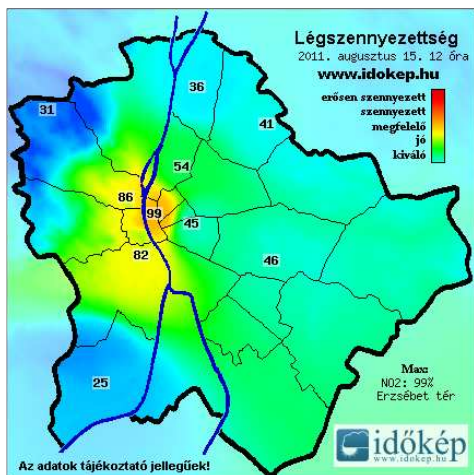 Légszennyezettség
2011. augusztus 15. 12 óra
www.idokep.hu
erősen szennyezett
szennyezett
megfelelő
jó
kiváló
36
31
41
54
86
99
45
82
46
25
Max:
NO2: 99%
Erzsébet tér
időkép
www.idokep.hu
Az adatok tájékoztató jellegűek!